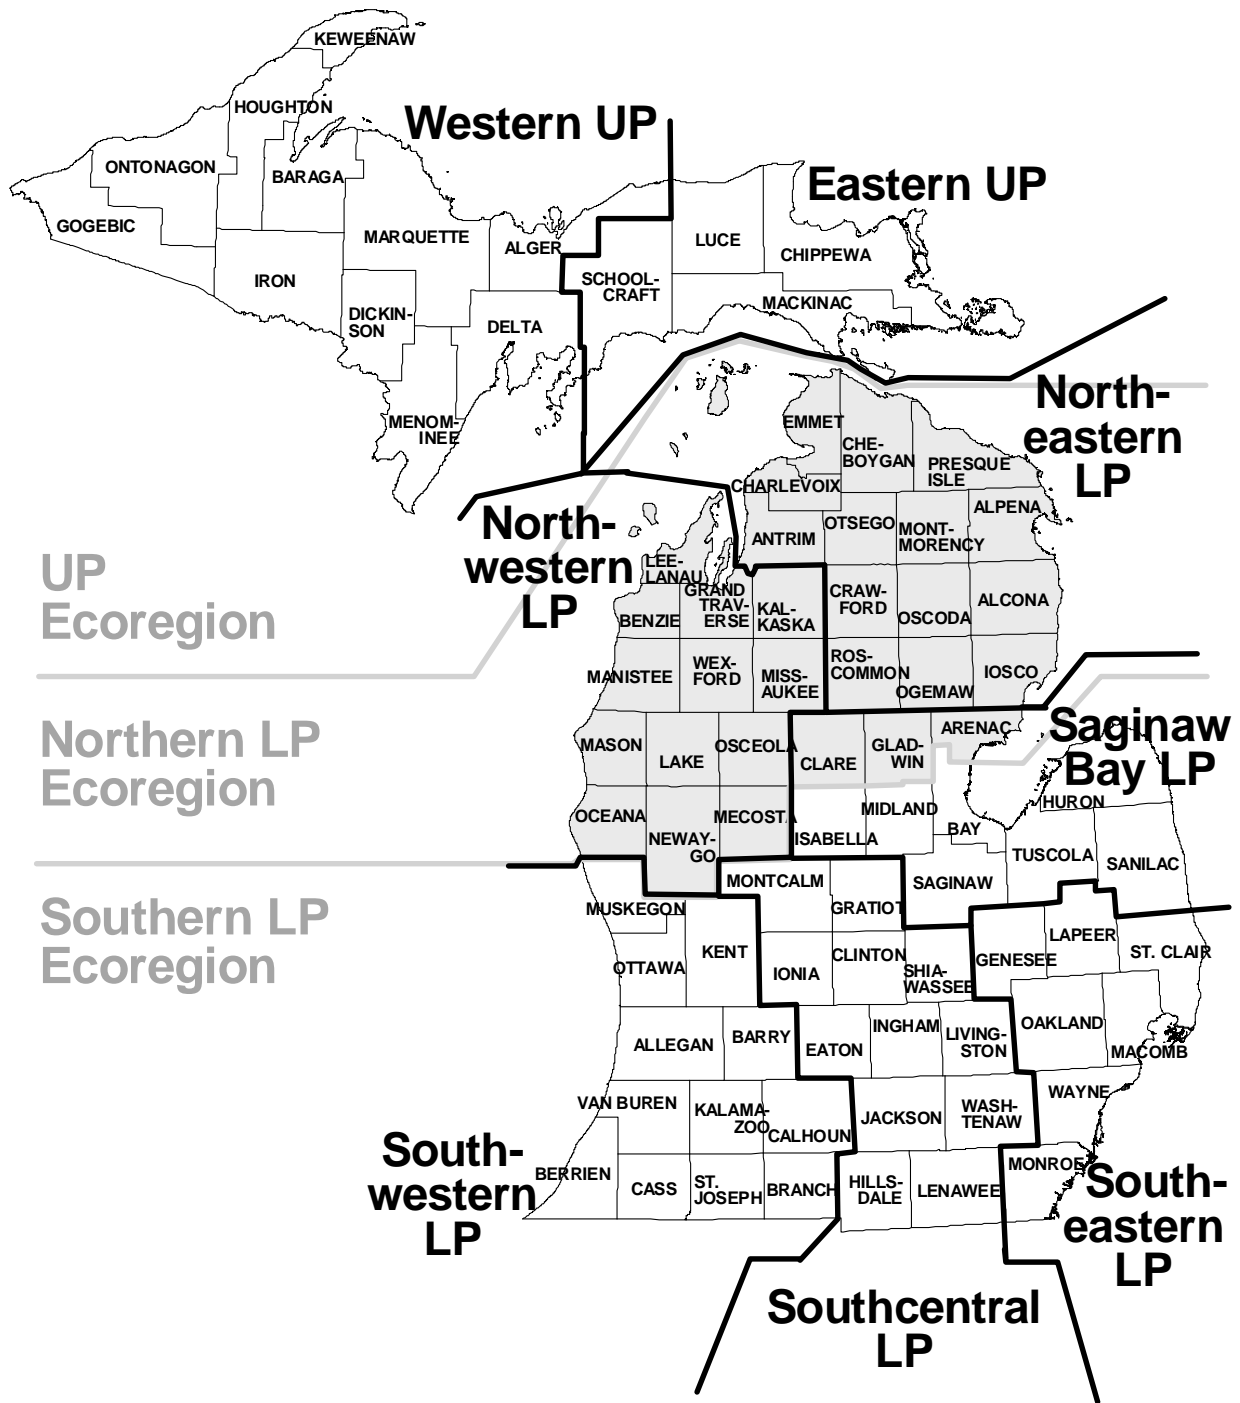 KEWEENAW
HOUGHTON
Western UP
ONTONAGON
BARAGA
Eastern UP
GOGEBIC
MARQUETTE
ALGER
LUCE
CHIPPEWA
IRON
SCHOOL-
CRAFT
MACKINAC
DICKIN-
SON
DELTA
MENOM-
INEE
North-
eastern
LP
EMMET
CHE-
BOYGAN
PRESQUE
ISLE
CHARLEVOIX
North-
western
LP
ANTRIM
OTSEGO
MONT-
MORENCY
ALPENA
UP
Ecoregion
LEE-
LANAU
GRAND
TRAV-
ERSE
BENZIE
KAL-
KASKA
CRAW-
FORD
OSCODA
ALCONA
MANISTEE
WEX-
FORD
MISS-
AUKEE
ROS-
COMMON
OGEMAW
IOSCO
Northern LP
Ecoregion
MASON
LAKE
OSCEOLA
CLARE
GLAD-
WIN
ARENAC
Saginaw
Bay LP
OCEANA
NEWAY-
GO
MECOSTA
ISABELLA
MIDLAND
BAY
HURON
TUSCOLA
SANILAC
Southern LP
Ecoregion
MUSKEGON
MONTCALM
GRATIOT
SAGINAW
OTTAWA
KENT
IONIA
CLINTON
SHIA-
WASSEE
GENESEE
LAPEER
ST. CLAIR
ALLEGAN
BARRY
EATON
INGHAM
LIVING-
STON
OAKLAND
MACOMB
VAN BUREN
KALAMA-
ZOO
CALHOUN
JACKSON
WASH-
TENAW
WAYNE
South-
western
LP
BERRIEN
CASS
ST.
JOSEPH
BRANCH
HILLS-
DALE
LENAWEE
MONROE
South-
eastern
LP
Southcentral
LP